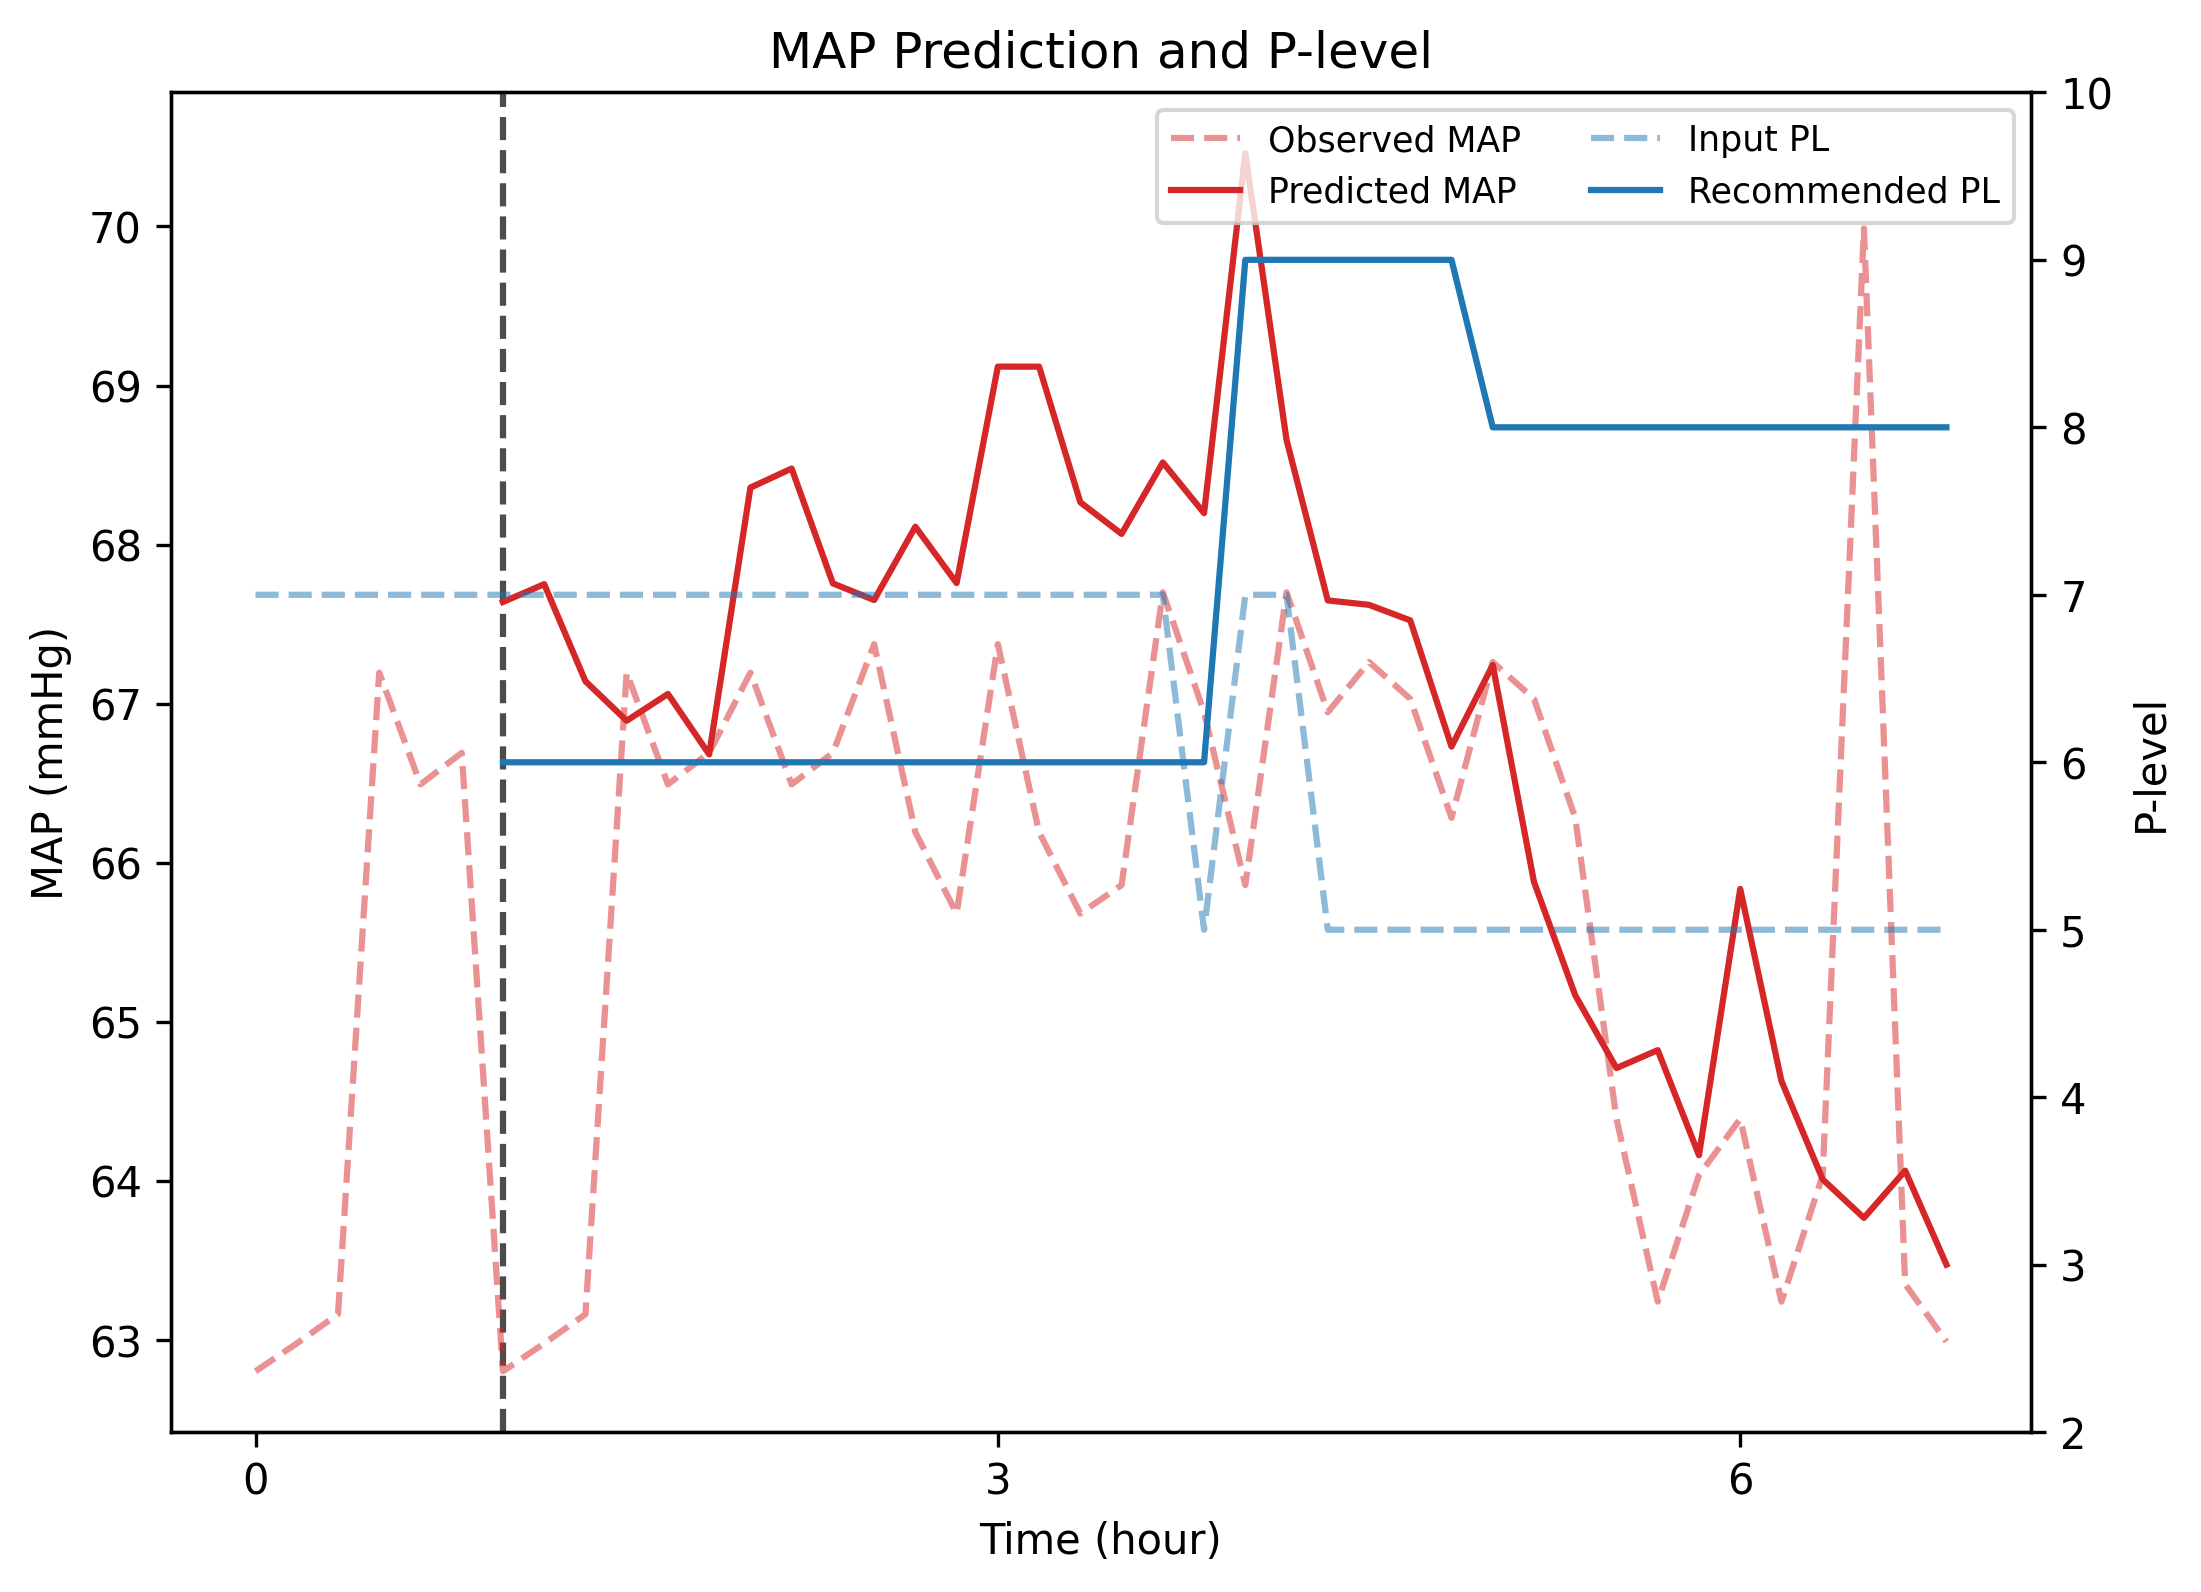 MAP Prediction and P-level
Observed MAP
Predicted MAP
Input PL
Recommended PL
70
69
68
67
66
65
64
63
MAP (mmHg)
10
9
8
7
6
5
4
3
2
P-level
0
3
6
Time (hour)